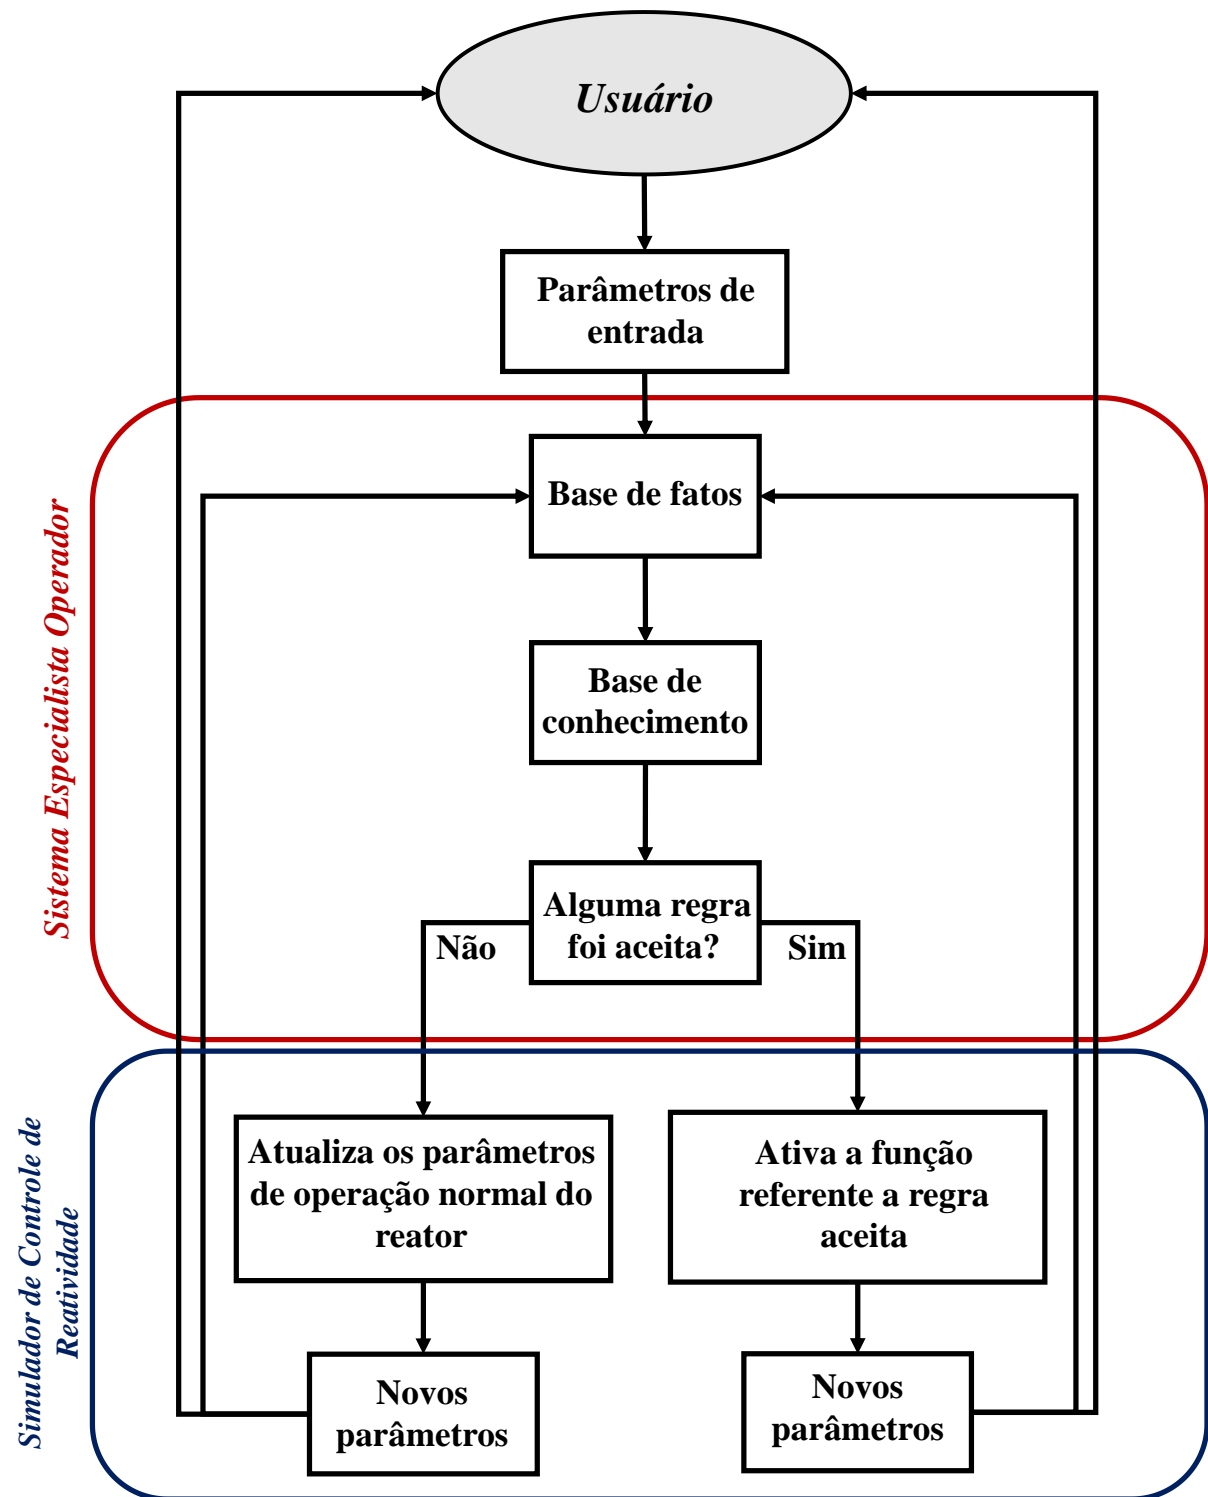 Usuário
Parâmetros de
entrada
Sistema Especialista Operador
Base de fatos
Base de
conhecimento
Alguma regra
foi aceita?
Não
Sim
Simulador de Controle de
Reatividade
Atualiza os parâmetros
de operação normal do
reator
Ativa a função
referente a regra
aceita
Novos
parâmetros
Novos
parâmetros